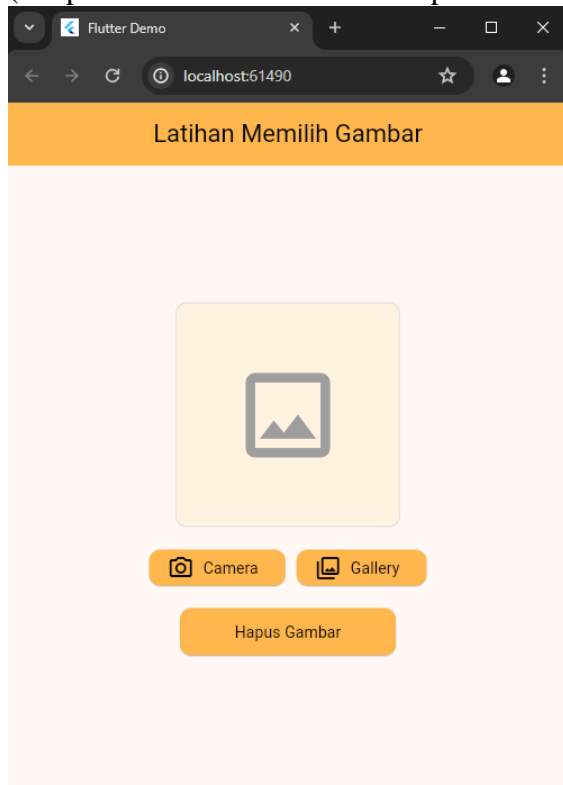 Flutter Demo
localhost:61490
Latihan Memilih Gambar
Camera
Gallery
Hapus Gambar